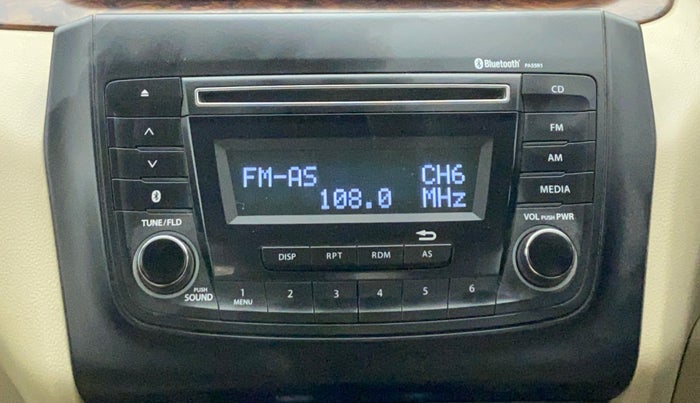 Bluetooth PA55R1
CD
FM
AM
MEDIA
FM-AS CH6
108.0 MHz
TUNE/FLD
VOL PUSH PWR
DISP RPT RDM AS
PUSH
SOUND
1 2 3 4 5 6
MENU